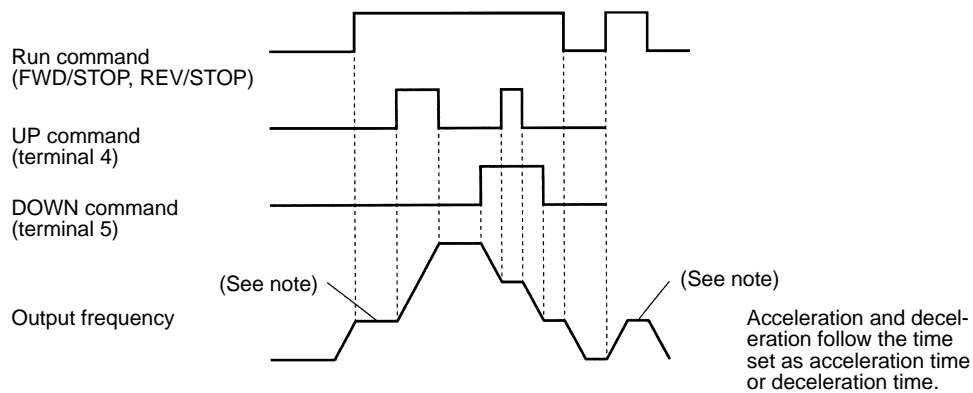 Run command
(FWD/STOP, REV/STOP)
UP command
(terminal 4)
DOWN command
(terminal 5)
(See note)
(See note)
Output frequency
Acceleration and decel-
eration follow the time
set as acceleration time
or deceleration time.